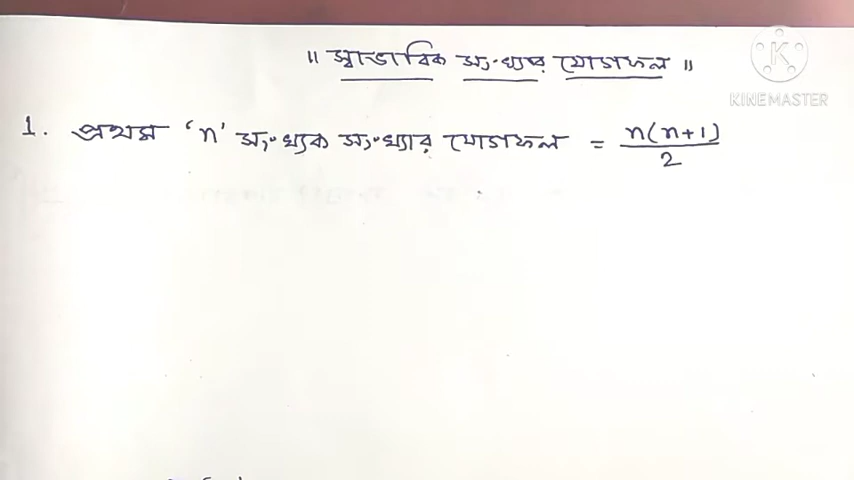 ॥ স্বাভাবিক সংখ্যার যোগফল ॥
1. প্রথম ‘n’ সংখ্যক সংখ্যার যোগফল = n(n+1)/2
K
KINEMASTER